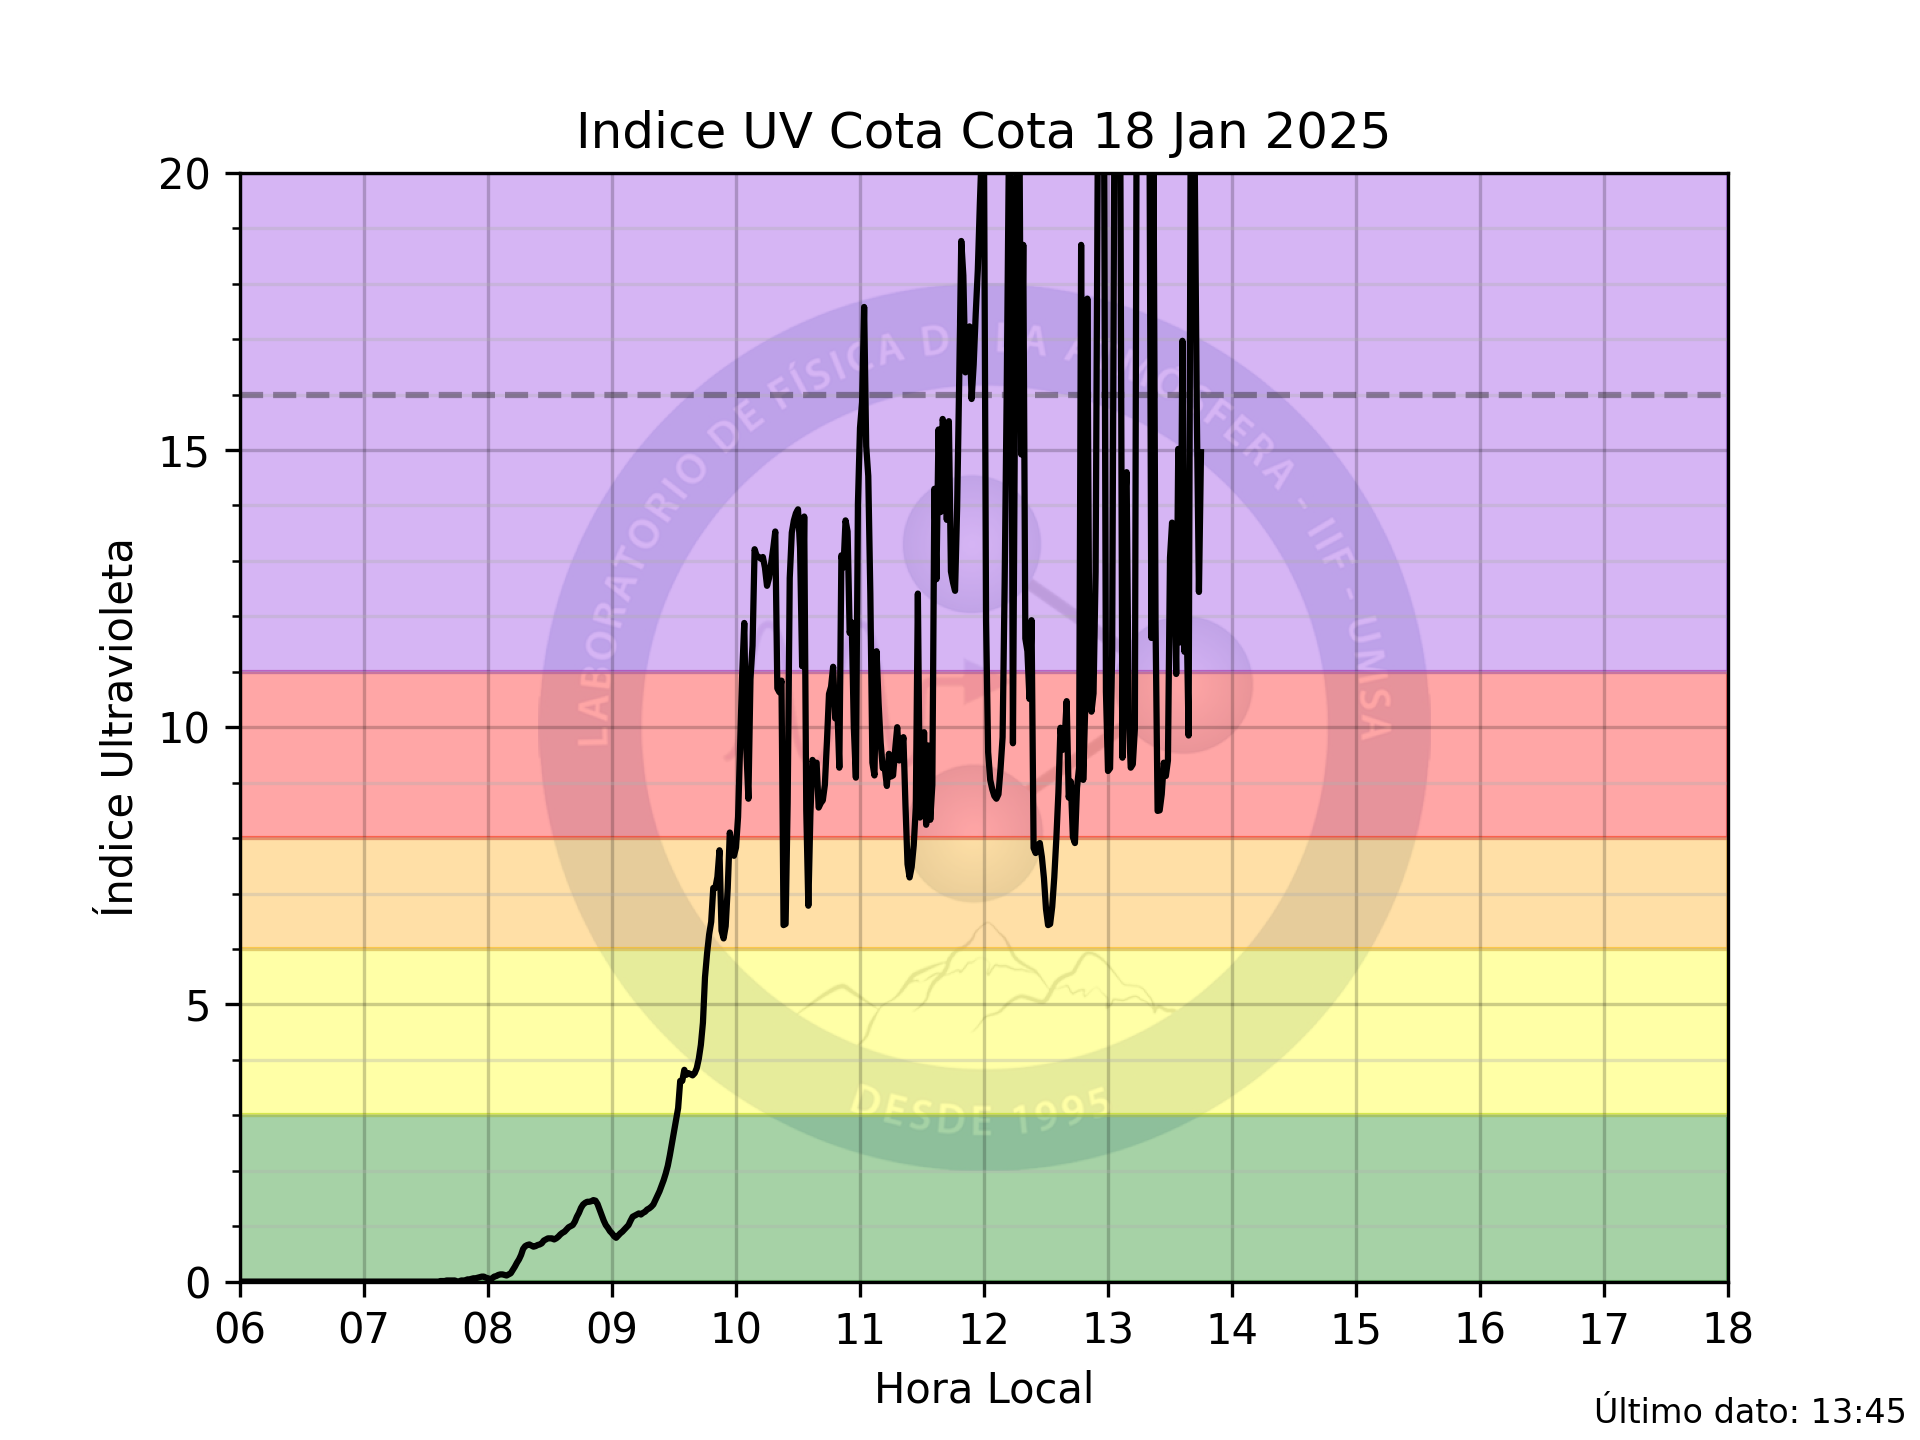 Indice UV Cota Cota 18 Jan 2025
20
15
10
5
0
Índice Ultravioleta
LABORATORIO DE FÍSICA DE LA ATMOSFERA - IIF - UMSA
DESDE 1995
06 07 08 09 10 11 12 13 14 15 16 17 18
Hora Local
Último dato: 13:45